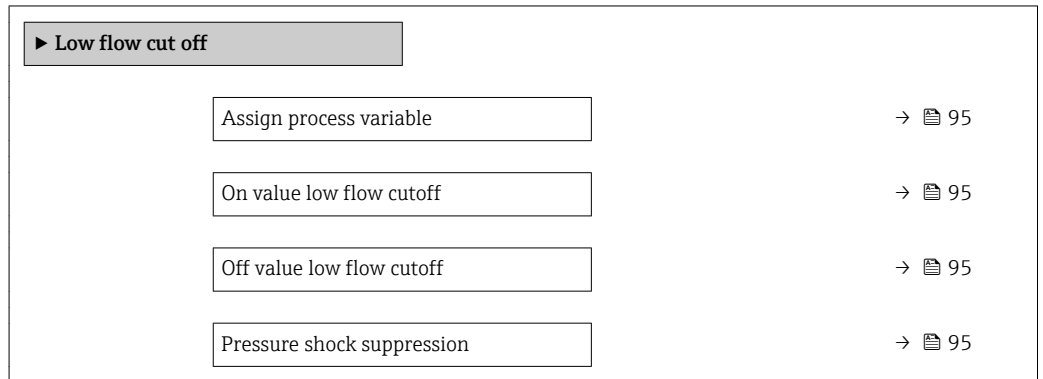 ► Low flow cut off
Assign process variable → 95
On value low flow cutoff → 95
Off value low flow cutoff → 95
Pressure shock suppression → 95